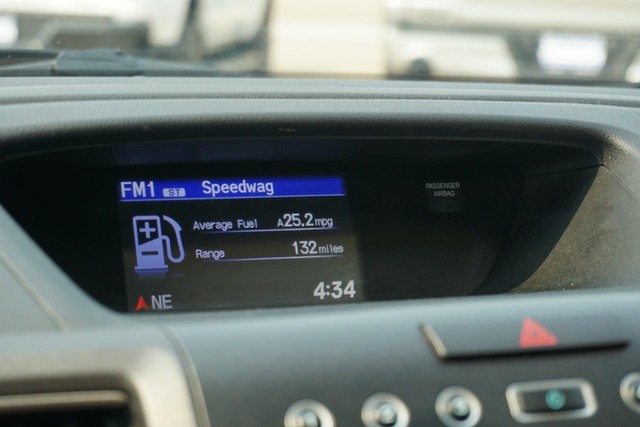 FM1 ST Speedwag
PASSENGER
AIRBAG
Average Fuel A25.2mpg
Range 132miles
NE 4:34